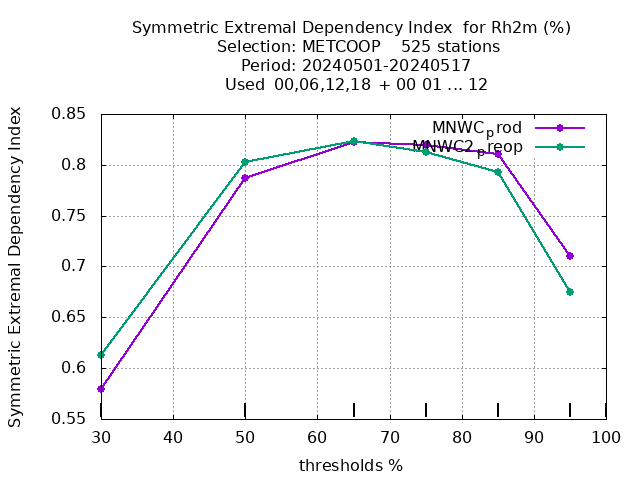 Symmetric Extremal Dependency Index for Rh2m (%)
Selection: METCOOP 525 stations
Period: 20240501-20240517
Used 00,06,12,18 + 00 01 ... 12
Symmetric Extremal Dependency Index
0.85
0.8
0.75
0.7
0.65
0.6
0.55
MNWC_prod
MNWC2_preop
30 40 50 60 70 80 90 100
thresholds %